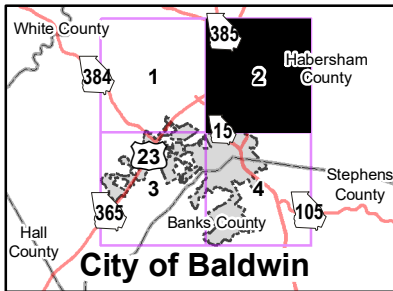 White County
385
Habersham
County
1
2
384
15
23
3
4
Stephens
County
365
105
Banks County
Hall
County
City of Baldwin